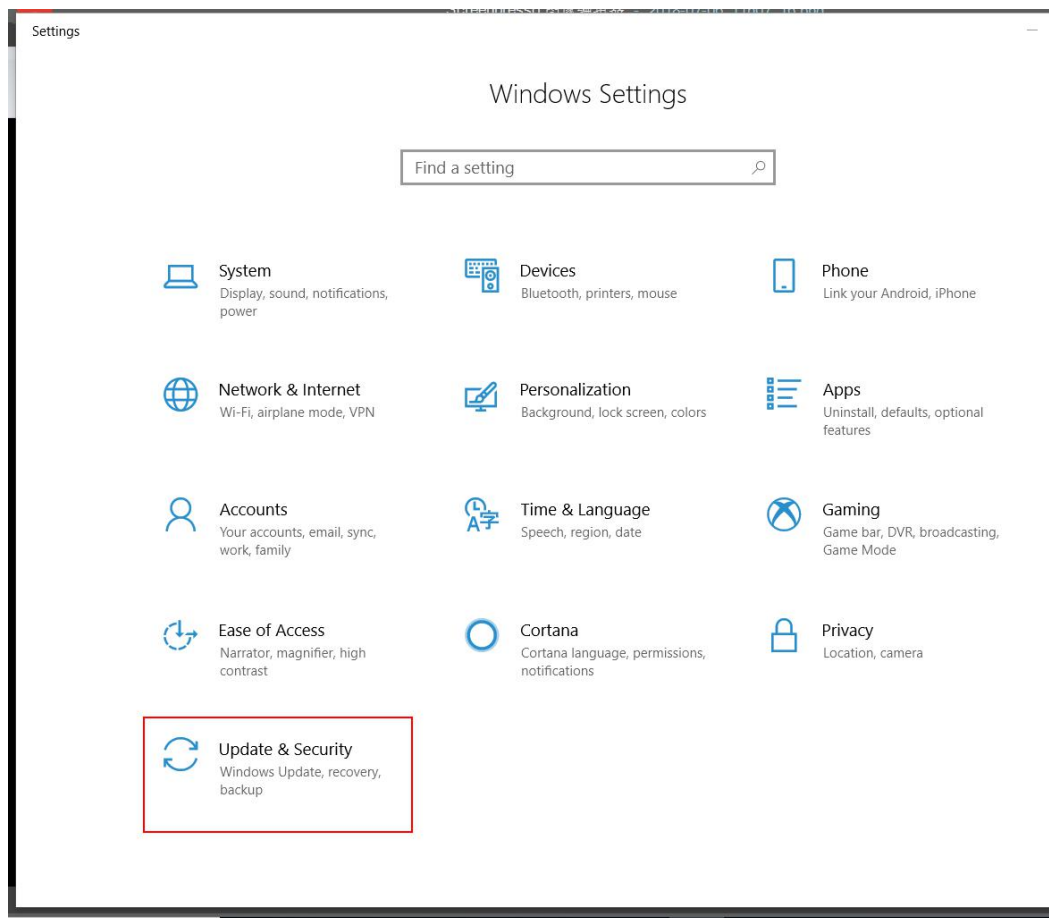 Settings
Windows Settings
Find a setting
System
Display, sound, notifications,
power
Devices
Bluetooth, printers, mouse
Phone
Link your Android, iPhone
Network & Internet
Wi-Fi, airplane mode, VPN
Personalization
Background, lock screen, colors
Apps
Uninstall, defaults, optional
features
Accounts
Your accounts, email, sync,
work, family
Time & Language
Speech, region, date
Gaming
Game bar, DVR, broadcasting,
Game Mode
Ease of Access
Narrator, magnifier, high
contrast
Cortana
Cortana language, permissions,
notifications
Privacy
Location, camera
Update & Security
Windows Update, recovery,
backup